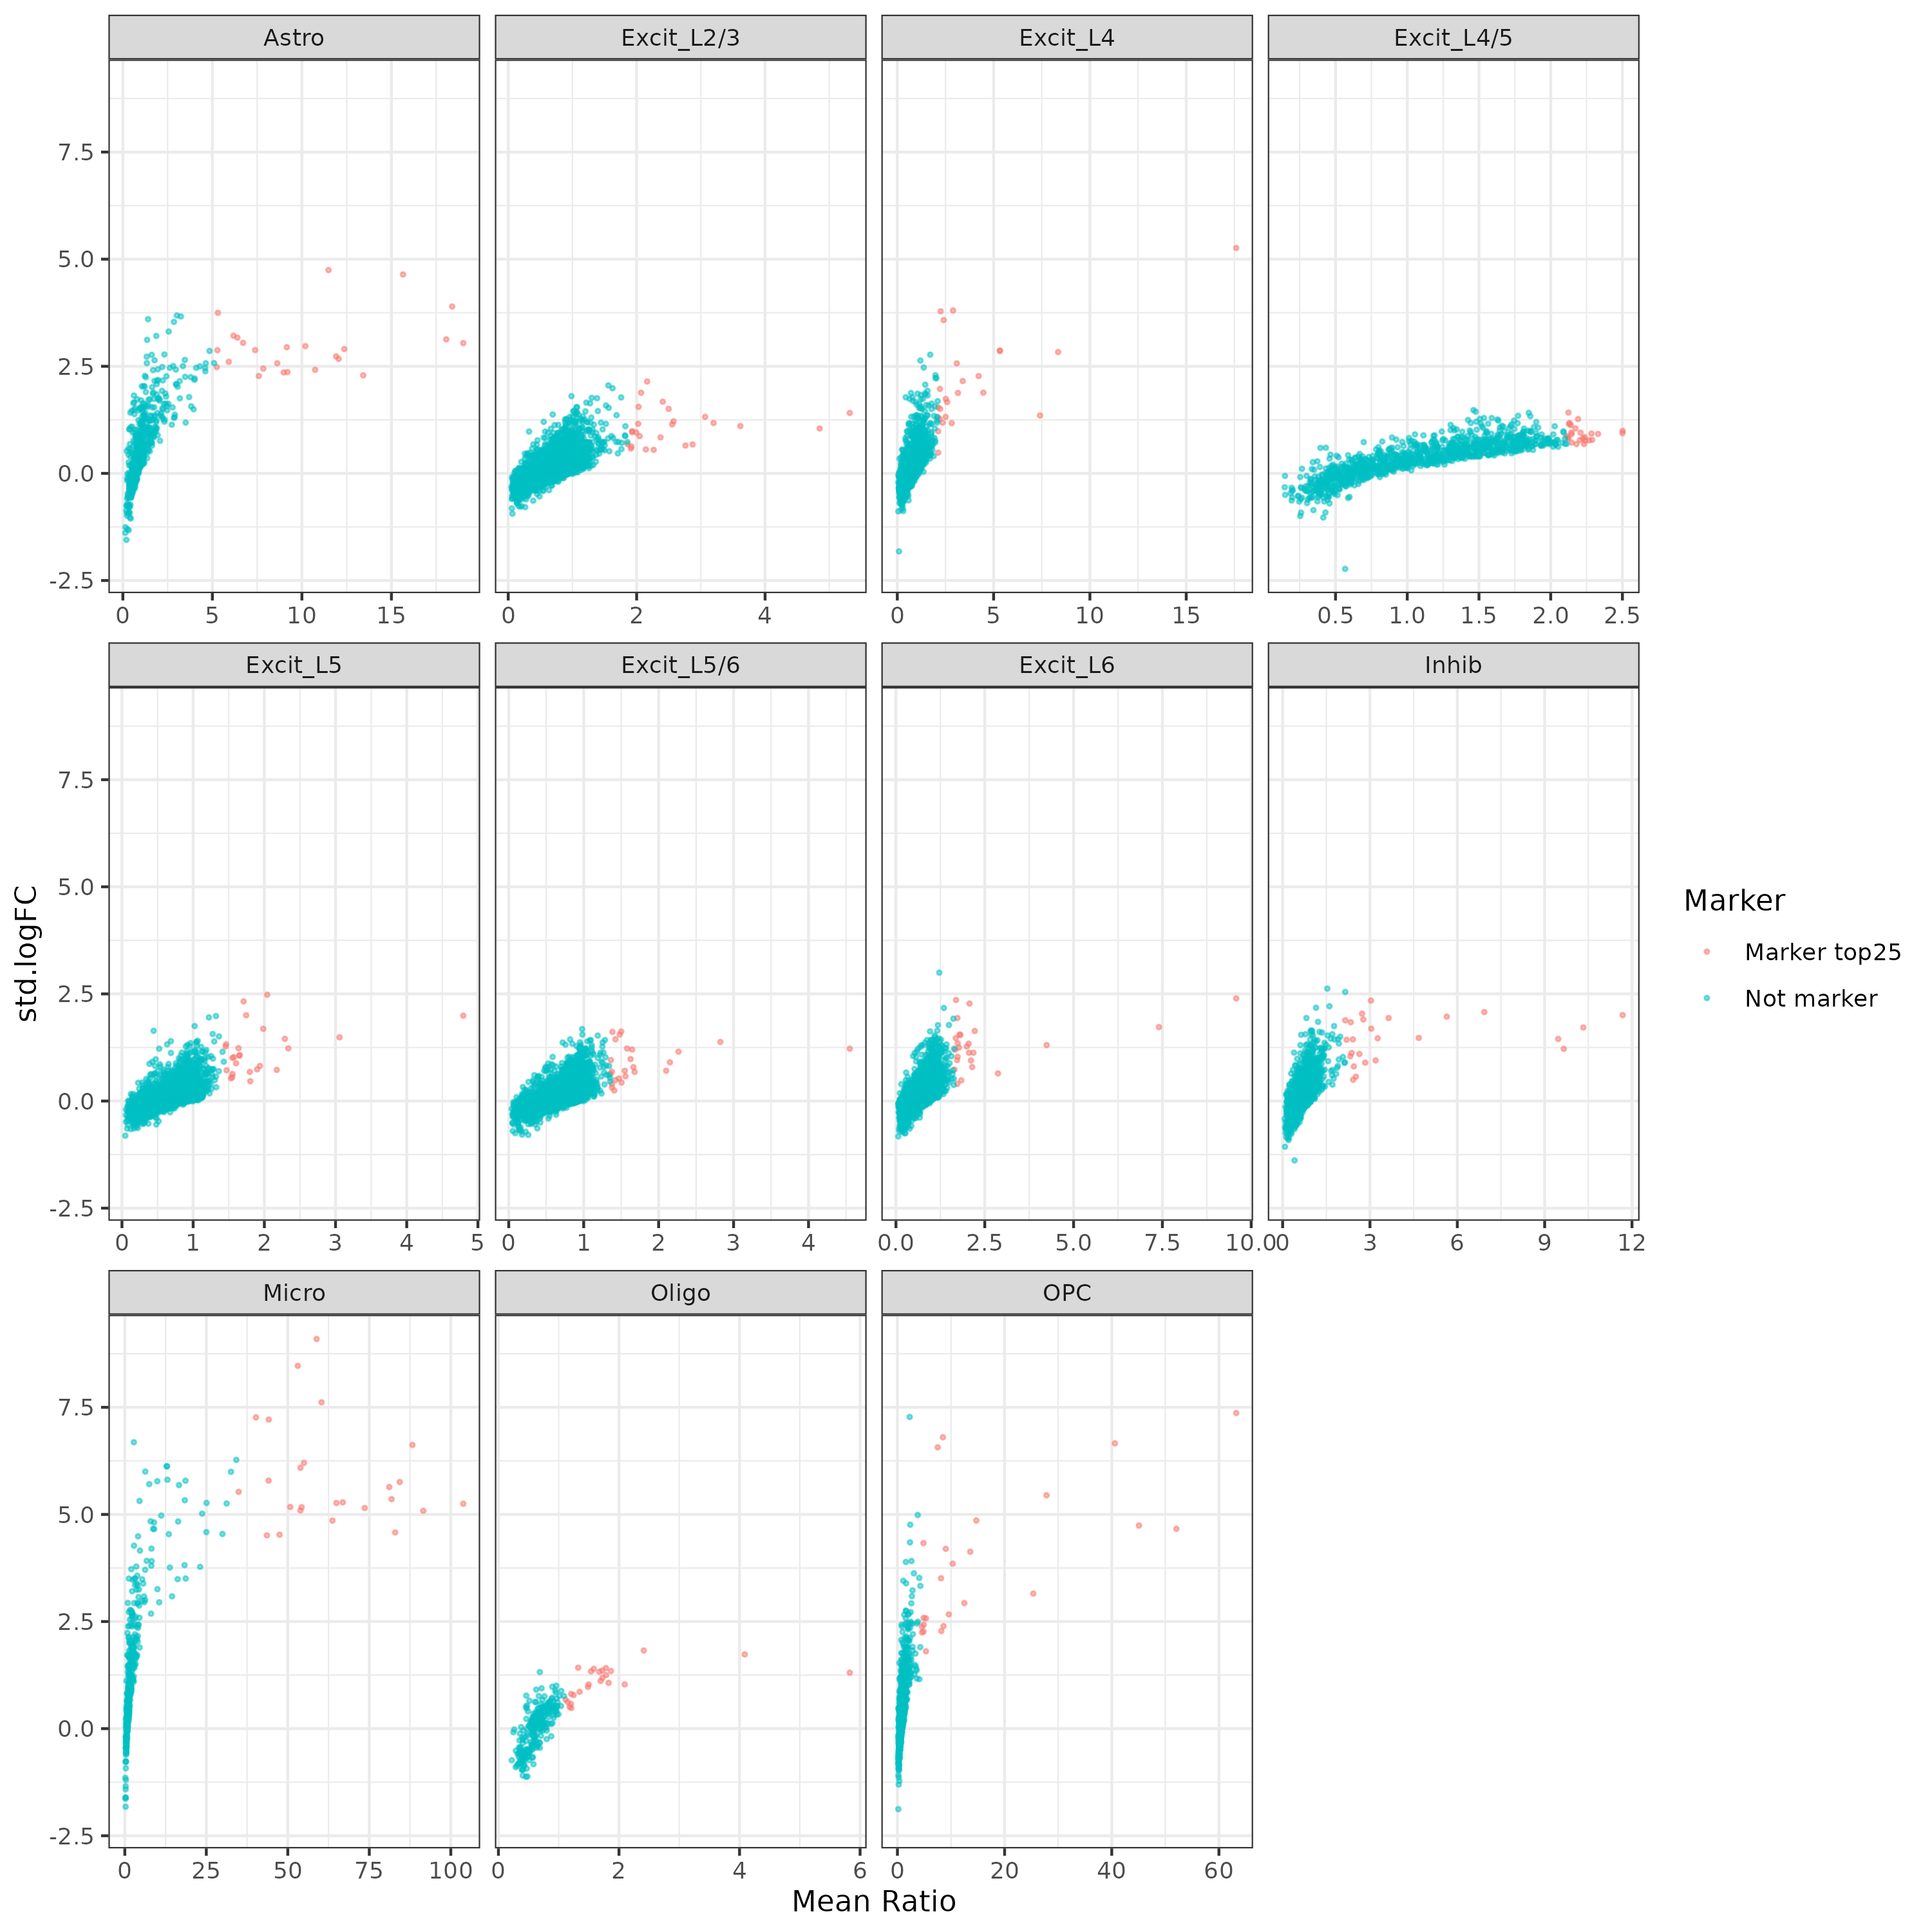 Astro Excit_L2/3 Excit_L4 Excit_L4/5
7.5
5.0
2.5
0.0
-2.5
0 5 10 15 0 2 4 0 5 10 15 0.5 1.0 1.5 2.0 2.5
Excit_L5 Excit_L5/6 Excit_L6 Inhib
7.5
5.0
2.5
0.0
-2.5
0 1 2 3 4 5 0 1 2 3 4 0.0 2.5 5.0 7.5 10.0 0 3 6 9 12
Micro Oligo OPC
7.5
5.0
2.5
0.0
-2.5
0 25 50 75 100 0 2 4 6 0 20 40 60
Mean Ratio
std.logFC
Marker
Marker top25
Not marker